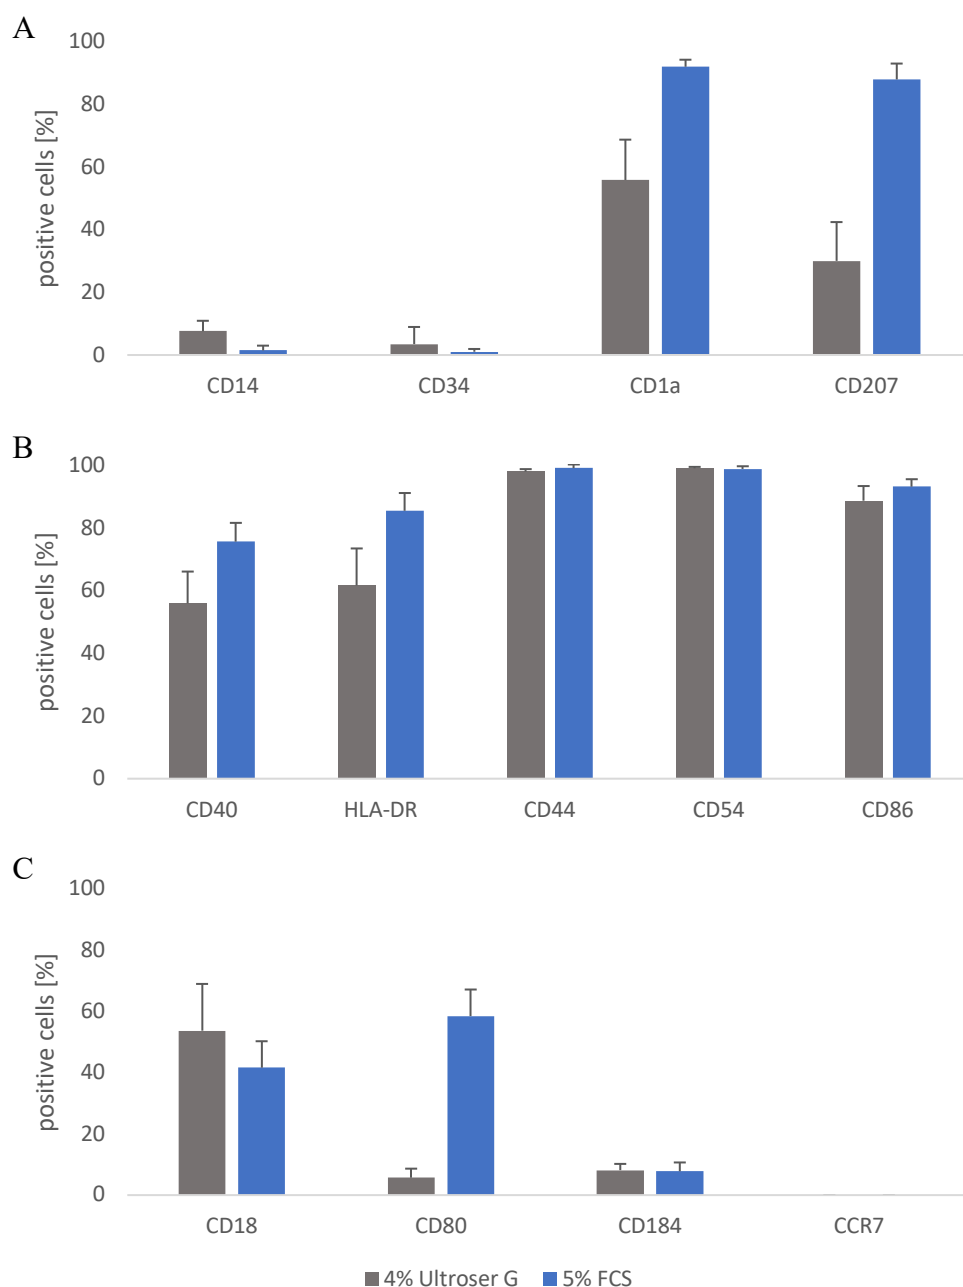 A
positive cells [%]
100
80
60
40
20
0
CD14 CD34 CD1a CD207
B
positive cells [%]
100
80
60
40
20
0
CD40 HLA-DR CD44 CD54 CD86
C
positive cells [%]
100
80
60
40
20
0
CD18 CD80 CD184 CCR7
4% Ultroser G 5% FCS